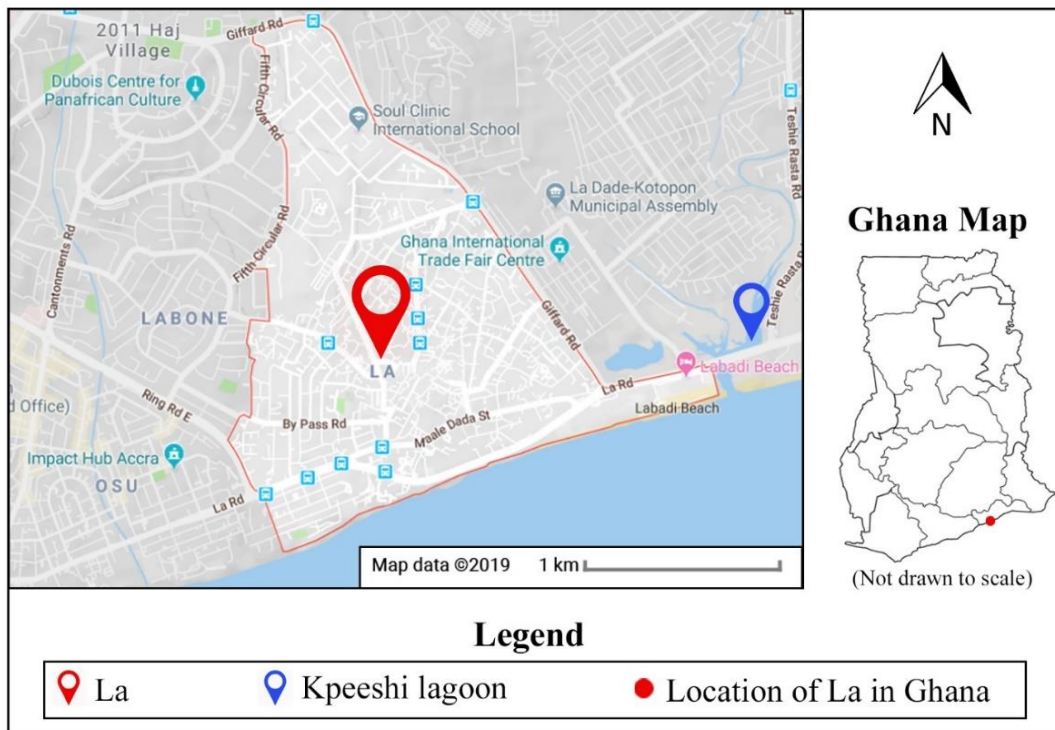 2011 Haj
Village
Giffard Rd
Dubois Centre for
Panafrican Culture
Fifth Circular Rd
Soul Clinic
International School
Teshie Rasta Rd
La Dade-Kotopon
Municipal Assembly
Cantonments Rd
Fifth Circular Rd
Ghana International
Trade Fair Centre
Teshie Rasta R
LABONE
Giffard Rd
LA
Labadi Beach
La Rd
Labadi Beach
d Office)
Ring Rd E
By Pass Rd
Maale Dada St
Impact Hub Accra
OSU
La Rd
Map data ©2019 1 km
N
Ghana Map
(Not drawn to scale)
Legend
La
Kpeeshi lagoon
Location of La in Ghana